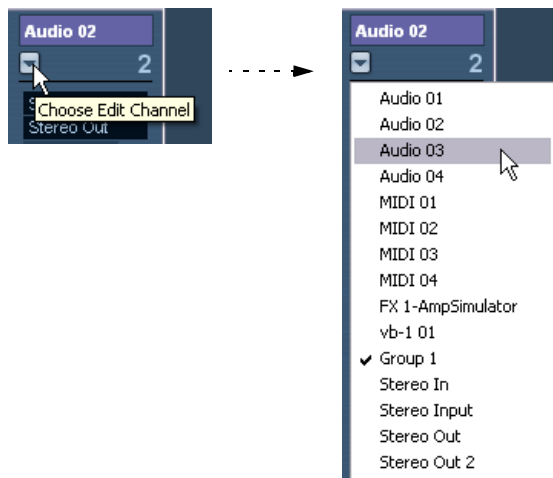 Audio 02
2
Choose Edit Channel
Stereo Out
Audio 02
2
Audio 01
Audio 02
Audio 03
Audio 04
MIDI 01
MIDI 02
MIDI 03
MIDI 04
FX 1-AmpSimulator
vb-1 01
Group 1
Stereo In
Stereo Input
Stereo Out
Stereo Out 2